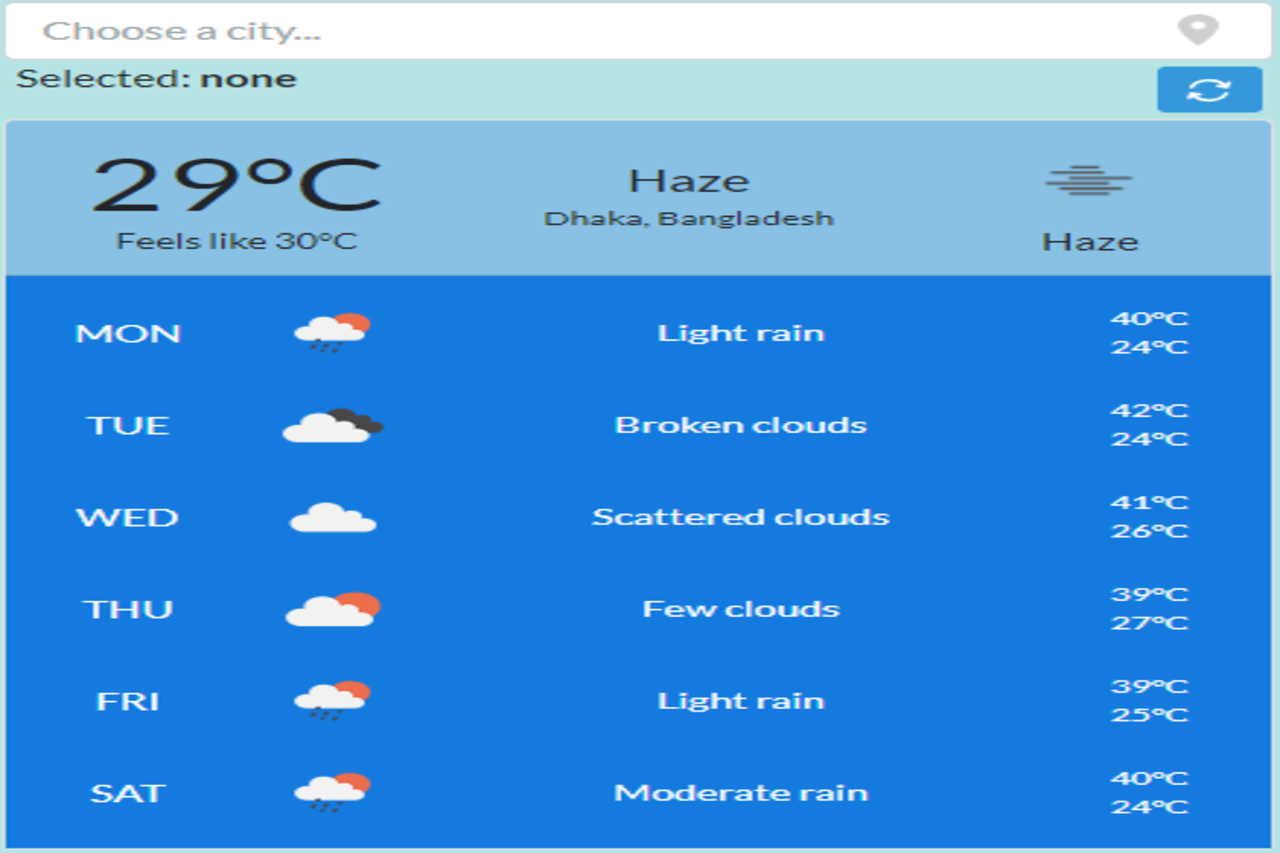 Choose a city...
Selected: none
29°C
Feels like 30°C
Haze
Dhaka, Bangladesh
Haze
MON Light rain 40°C
24°C
TUE Broken clouds 42°C
24°C
WED Scattered clouds 41°C
26°C
THU Few clouds 39°C
27°C
FRI Light rain 39°C
25°C
SAT Moderate rain 40°C
24°C